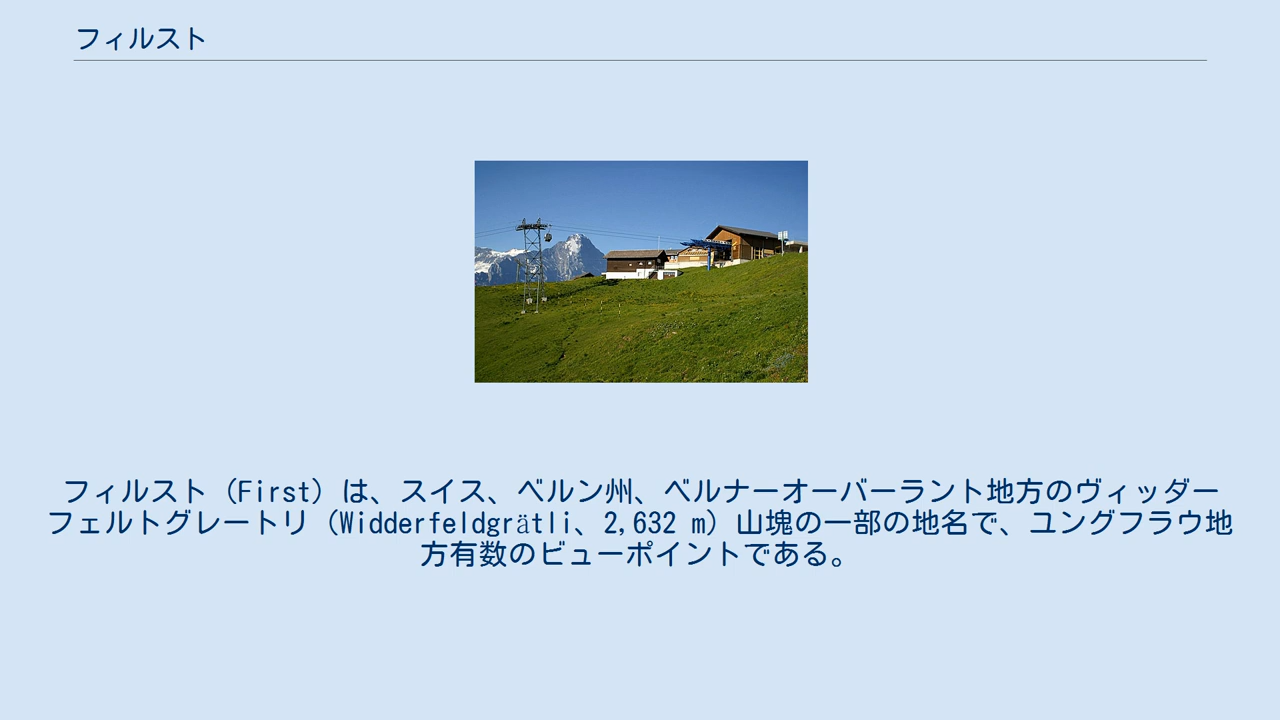 フィルスト
フィルスト（First）は、スイス、ベルン州、ベルナーオーバーラント地方のヴィッダー
フェルトグレートリ（Widderfeldgrätli、2,632 m）山塊の一部の地名で、ユングフラウ地
方有数のビューポイントである。